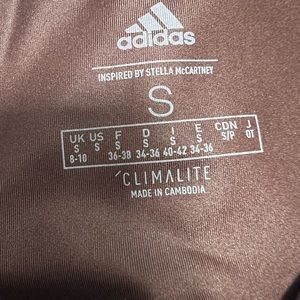 adidas
INSPIRED BY STELLA McCARTNEY
S
UK US F D I E CDN J
S S S S S S S/P OT
8-10 36-38 34-36 40-42 34-36
CLIMALITE
MADE IN CAMBODIA